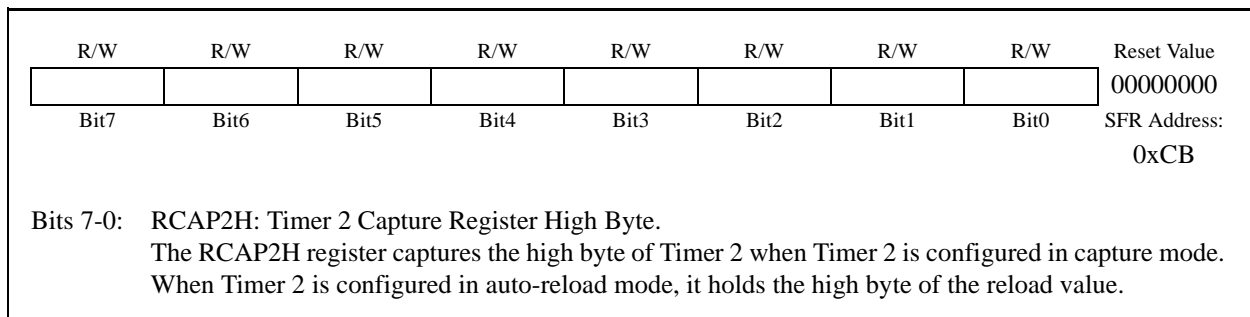 R/W R/W R/W R/W R/W R/W R/W R/W Reset Value
00000000
Bit7 Bit6 Bit5 Bit4 Bit3 Bit2 Bit1 Bit0 SFR Address:
0xCB
Bits 7-0: RCAP2H: Timer 2 Capture Register High Byte.
The RCAP2H register captures the high byte of Timer 2 when Timer 2 is configured in capture mode.
When Timer 2 is configured in auto-reload mode, it holds the high byte of the reload value.